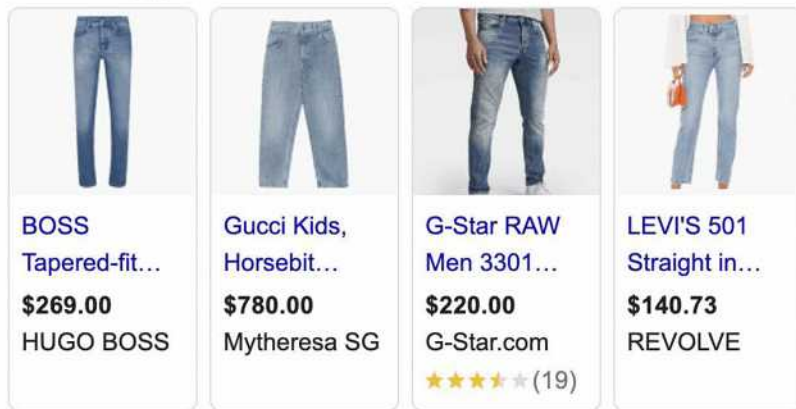 BOSS
Tapered-fit...
$269.00
HUGO BOSS
Gucci Kids,
Horsebit...
$780.00
Mytheresa SG
G-Star RAW
Men 3301...
$220.00
G-Star.com
(19)
LEVI'S 501
Straight in...
$140.73
REVOLVE